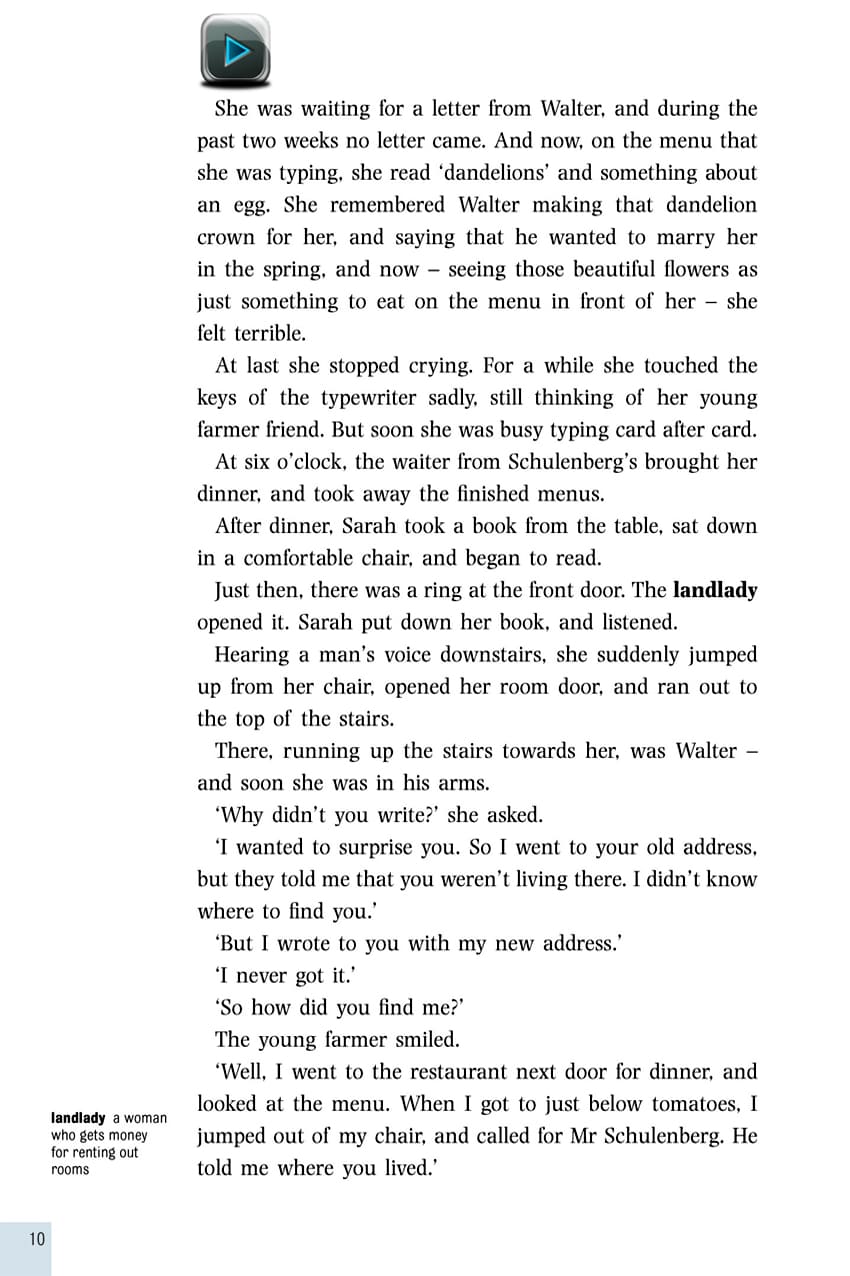 She was waiting for a letter from Walter, and during the
past two weeks no letter came. And now, on the menu that
she was typing, she read ‘dandelions’ and something about
an egg. She remembered Walter making that dandelion
crown for her, and saying that he wanted to marry her
in the spring, and now – seeing those beautiful flowers as
just something to eat on the menu in front of her – she
felt terrible.
At last she stopped crying. For a while she touched the
keys of the typewriter sadly, still thinking of her young
farmer friend. But soon she was busy typing card after card.
At six o’clock, the waiter from Schulenberg’s brought her
dinner, and took away the finished menus.
After dinner, Sarah took a book from the table, sat down
in a comfortable chair, and began to read.
Just then, there was a ring at the front door. The landlady
opened it. Sarah put down her book, and listened.
Hearing a man’s voice downstairs, she suddenly jumped
up from her chair, opened her room door, and ran out to
the top of the stairs.
There, running up the stairs towards her, was Walter –
and soon she was in his arms.
‘Why didn’t you write?’ she asked.
‘I wanted to surprise you. So I went to your old address,
but they told me that you weren’t living there. I didn’t know
where to find you.’
‘But I wrote to you with my new address.’
‘I never got it.’
‘So how did you find me?’
The young farmer smiled.
‘Well, I went to the restaurant next door for dinner, and
looked at the menu. When I got to just below tomatoes, I
jumped out of my chair, and called for Mr Schulenberg. He
told me where you lived.’
landlady a woman
who gets money
for renting out
rooms
10